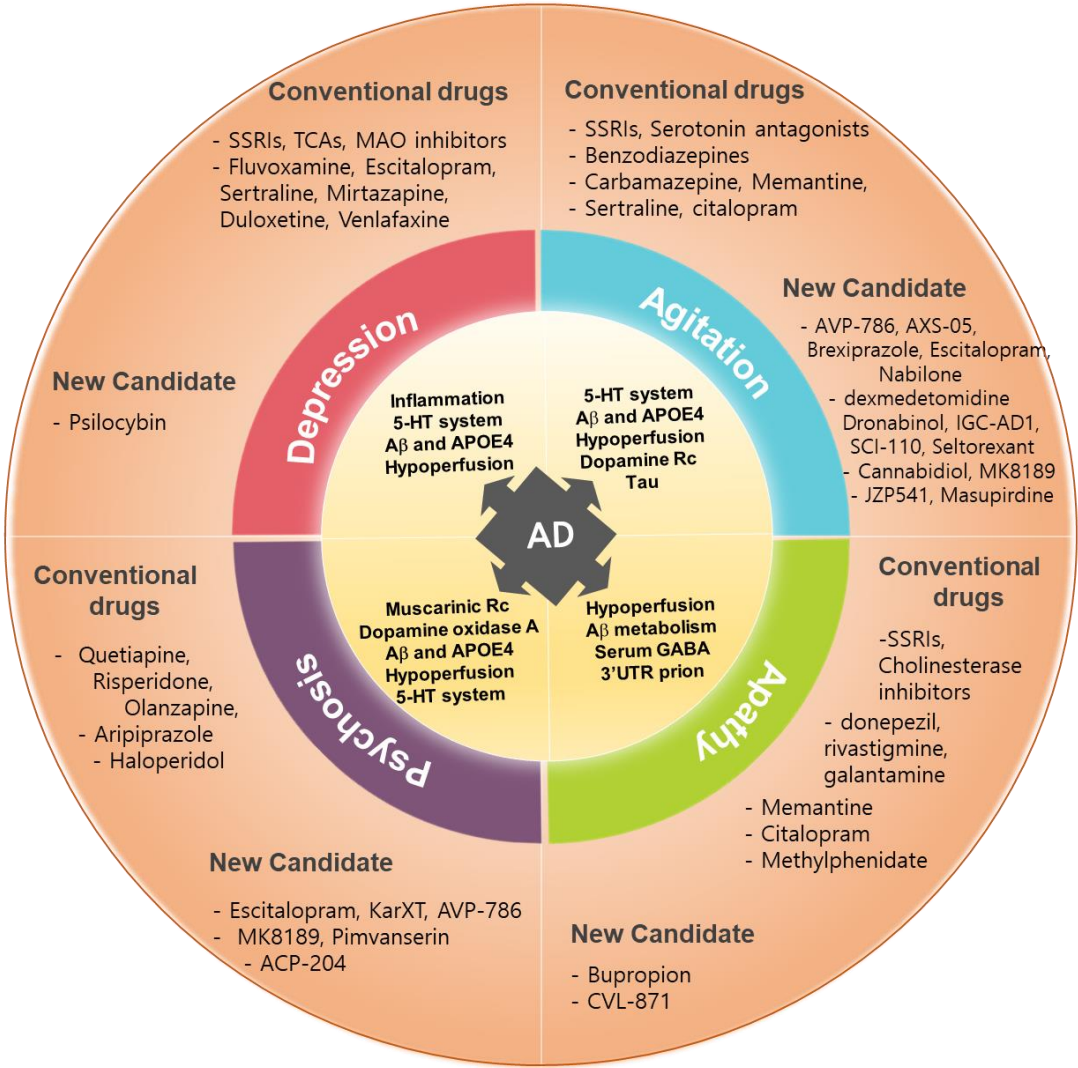 Conventional drugs
- SSRIs, TCAs, MAO inhibitors
- Fluvoxamine, Escitalopram,
Sertraline, Mirtazapine,
Duloxetine, Venlafaxine
New Candidate
- Psilocybin
Depression
Inflammation
5-HT system
Aβ and APOE4
Hypoperfusion
Conventional drugs
- SSRIs, Serotonin antagonists
- Benzodiazepines
- Carbamazepine, Memantine,
- Sertraline, citalopram
New Candidate
- AVP-786, AXS-05,
Brexiprazole, Escitalopram,
Nabilone
- dexmedetomidine
Dronabinol, IGC-AD1,
SCI-110, Seltorexant
- Cannabidiol, MK8189
- JZP541, Masupirdine
Agitation
5-HT system
Aβ and APOE4
Hypoperfusion
Dopamine Rc
Tau
AD
Conventional
drugs
- Quetiapine,
Risperidone,
Olanzapine,
- Aripiprazole
- Haloperidol
New Candidate
- Escitalopram, KarXT, AVP-786
- MK8189, Pimvanserin
- ACP-204
Psychosis
Muscarinic Rc
Dopamine oxidase A
Aβ and APOE4
Hypoperfusion
5-HT system
Hypoperfusion
Aβ metabolism
Serum GABA
3’UTR prion
Apathy
Conventional
drugs
-SSRIs,
Cholinesterase
inhibitors
- donepezil,
rivastigmine,
galantamine
- Memantine
- Citalopram
- Methylphenidate
New Candidate
- Bupropion
- CVL-871